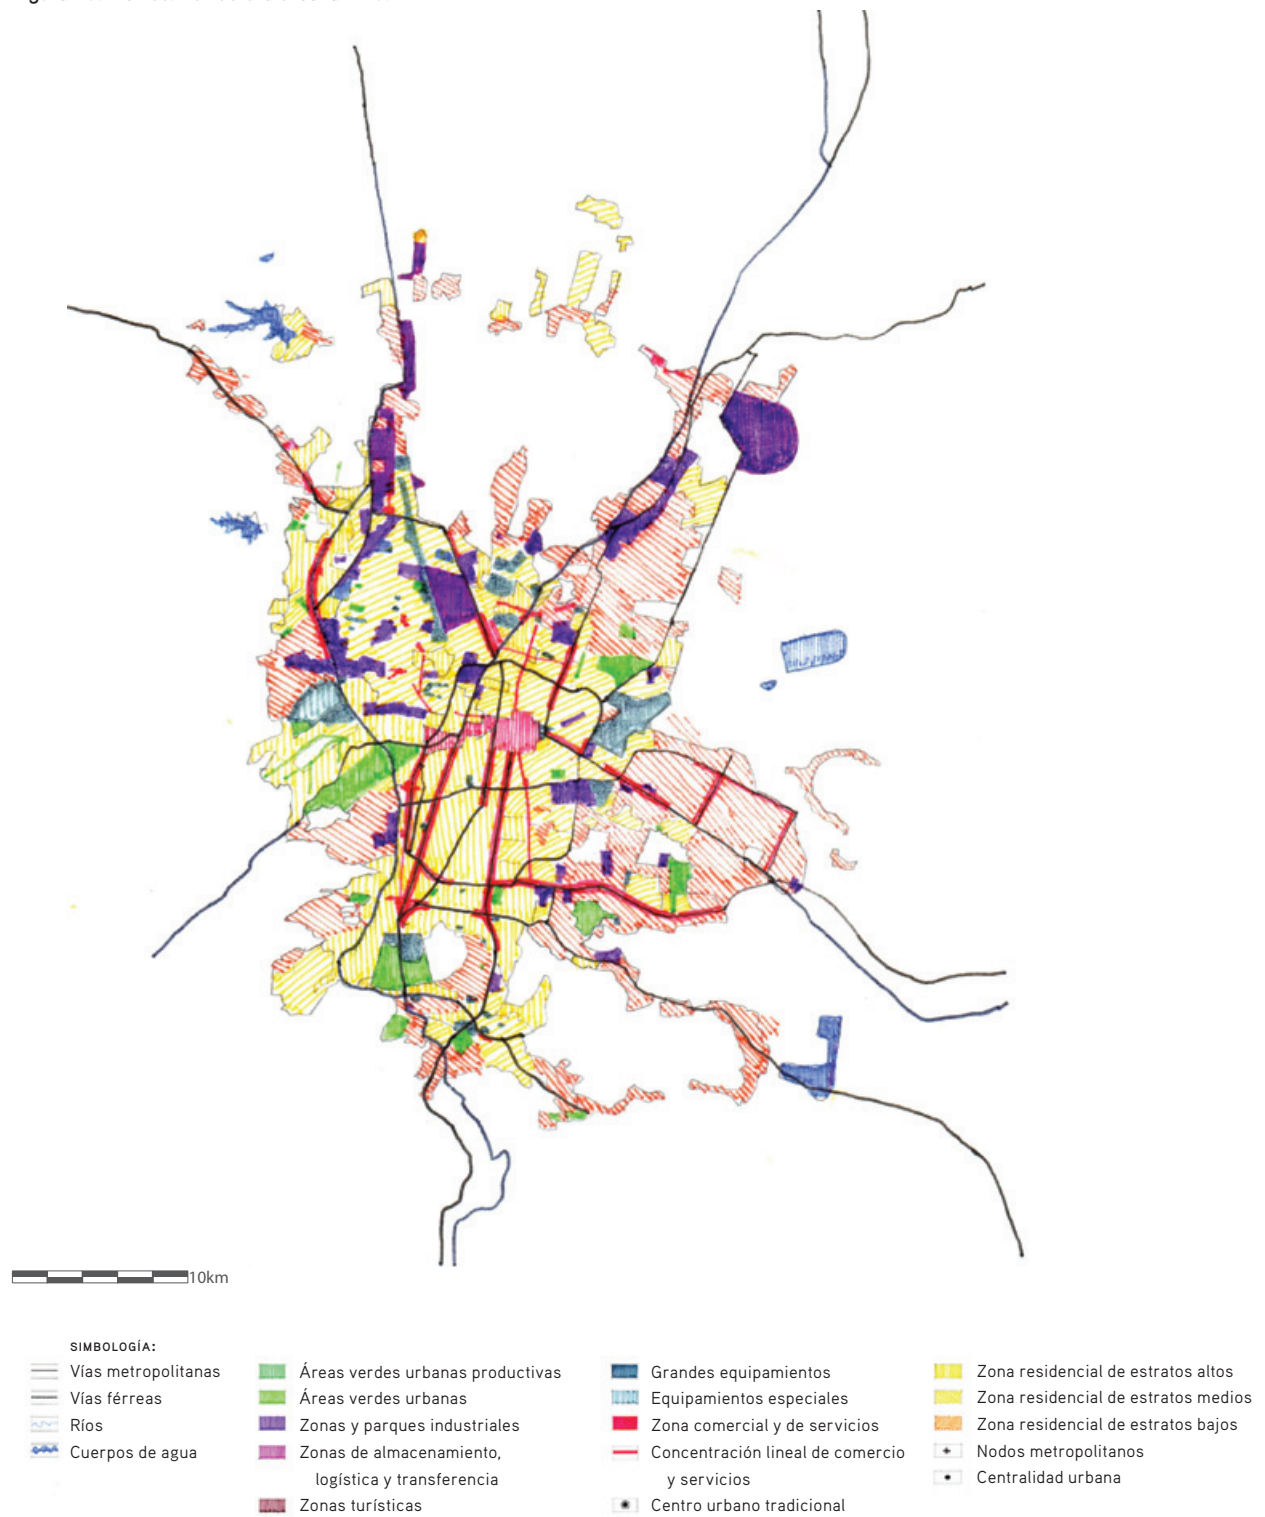 10km
SIMBOLOGÍA:
Vías metropolitanas
Vías férreas
Ríos
Cuerpos de agua
Áreas verdes urbanas productivas
Áreas verdes urbanas
Zonas y parques industriales
Zonas de almacenamiento,
logística y transferencia
Zonas turísticas
Grandes equipamientos
Equipamientos especiales
Zona comercial y de servicios
Concentración lineal de comercio
y servicios
Centro urbano tradicional
Zona residencial de estratos altos
Zona residencial de estratos medios
Zona residencial de estratos bajos
Nodos metropolitanos
Centralidad urbana